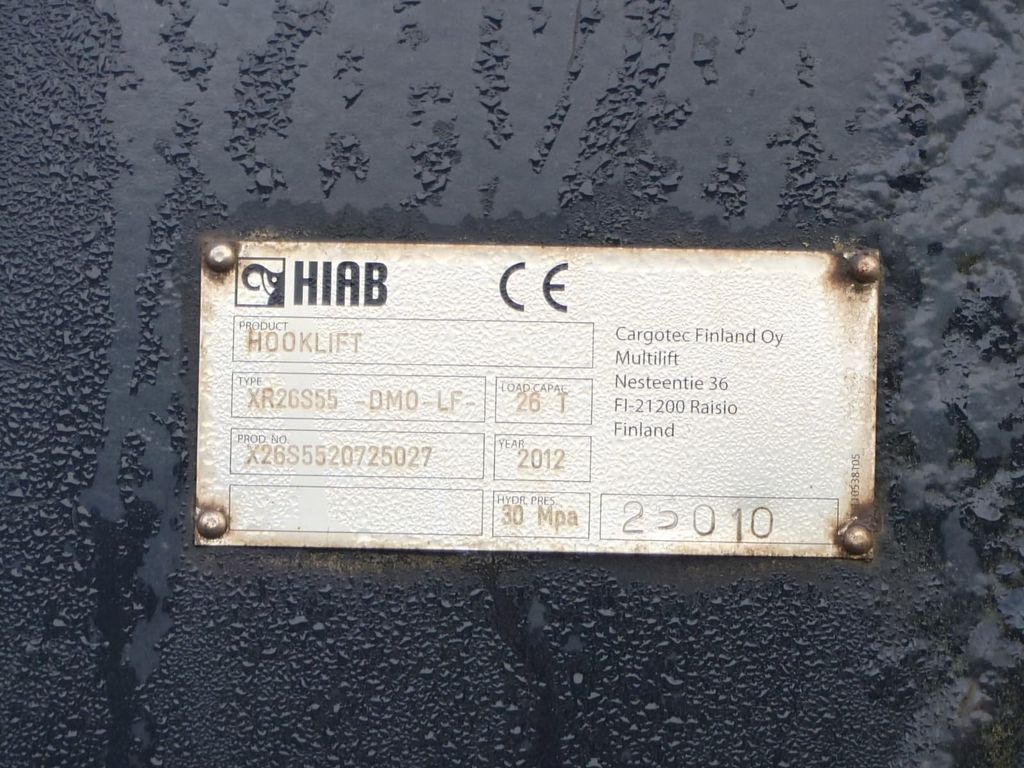 HIAB CE
PRODUCT
HOOKLIFT
TYPE
XR26S55 -DMO-LF-
LOAD CAPAC
26 T
PROD. NO.
X26S5520725027
YEAR
2012
HYDR. PRES.
30 Mpa
Cargotec Finland Oy
Multilift
Nesteentie 36
FI-21200 Raisio
Finland